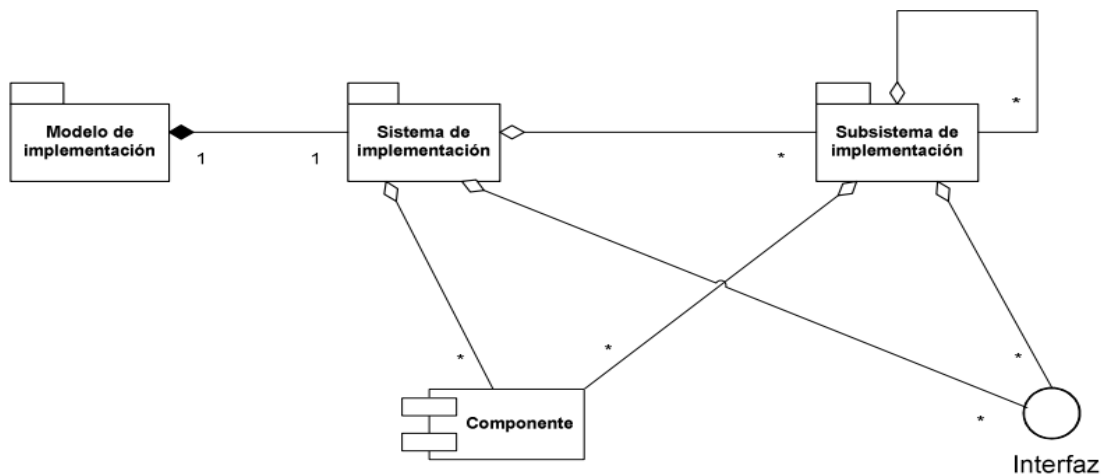 Modelo de
implementación
1
1
Sistema de
implementación
*
Subsistema de
implementación
*
*
*
*
*
Componente
Interfaz